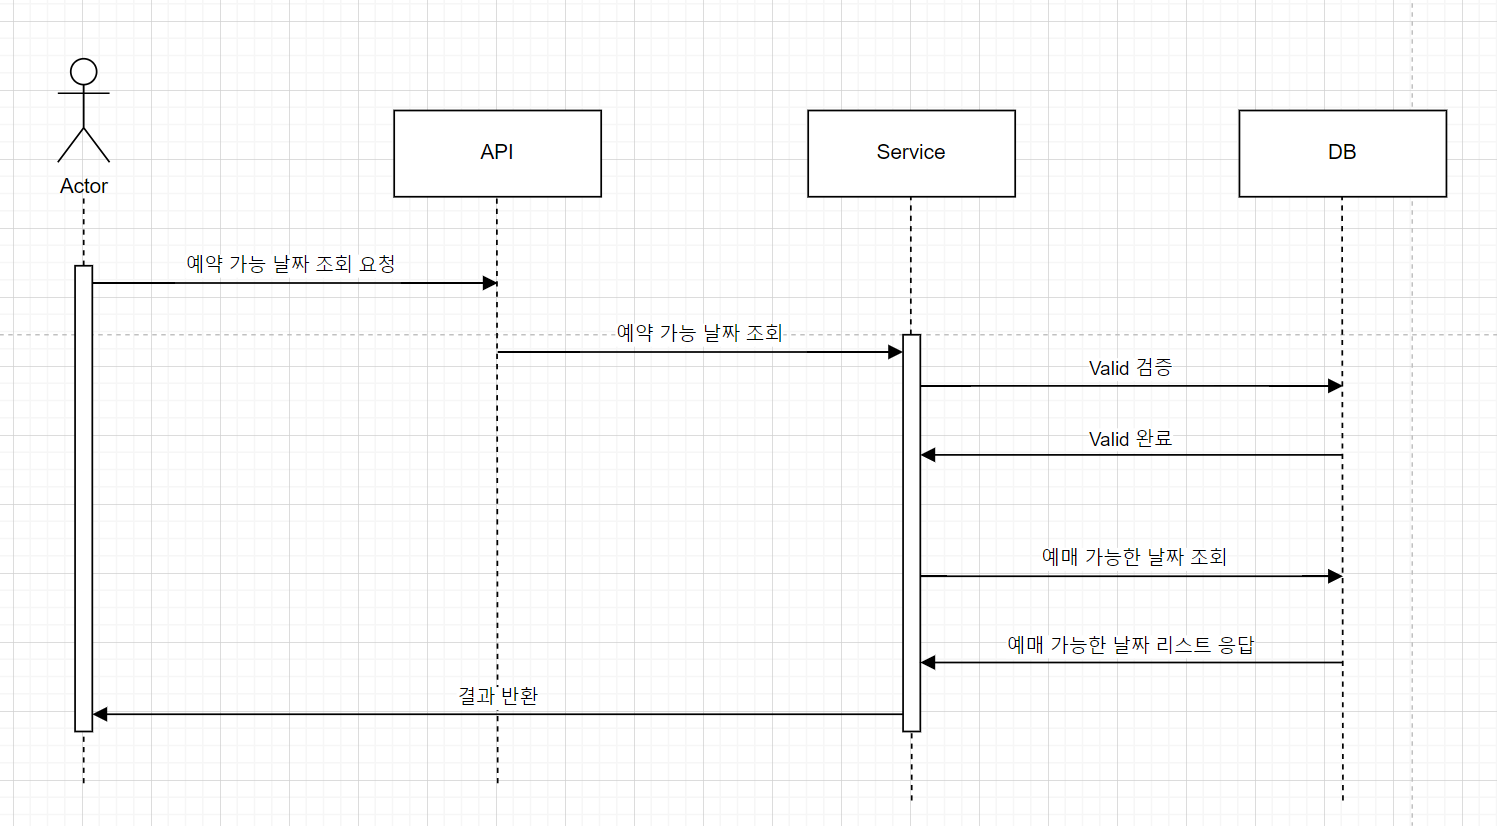 Actor
API
Service
DB
예약 가능 날짜 조회 요청
예약 가능 날짜 조회
Valid 검증
Valid 완료
예매 가능한 날짜 조회
예매 가능한 날짜 리스트 응답
결과 반환